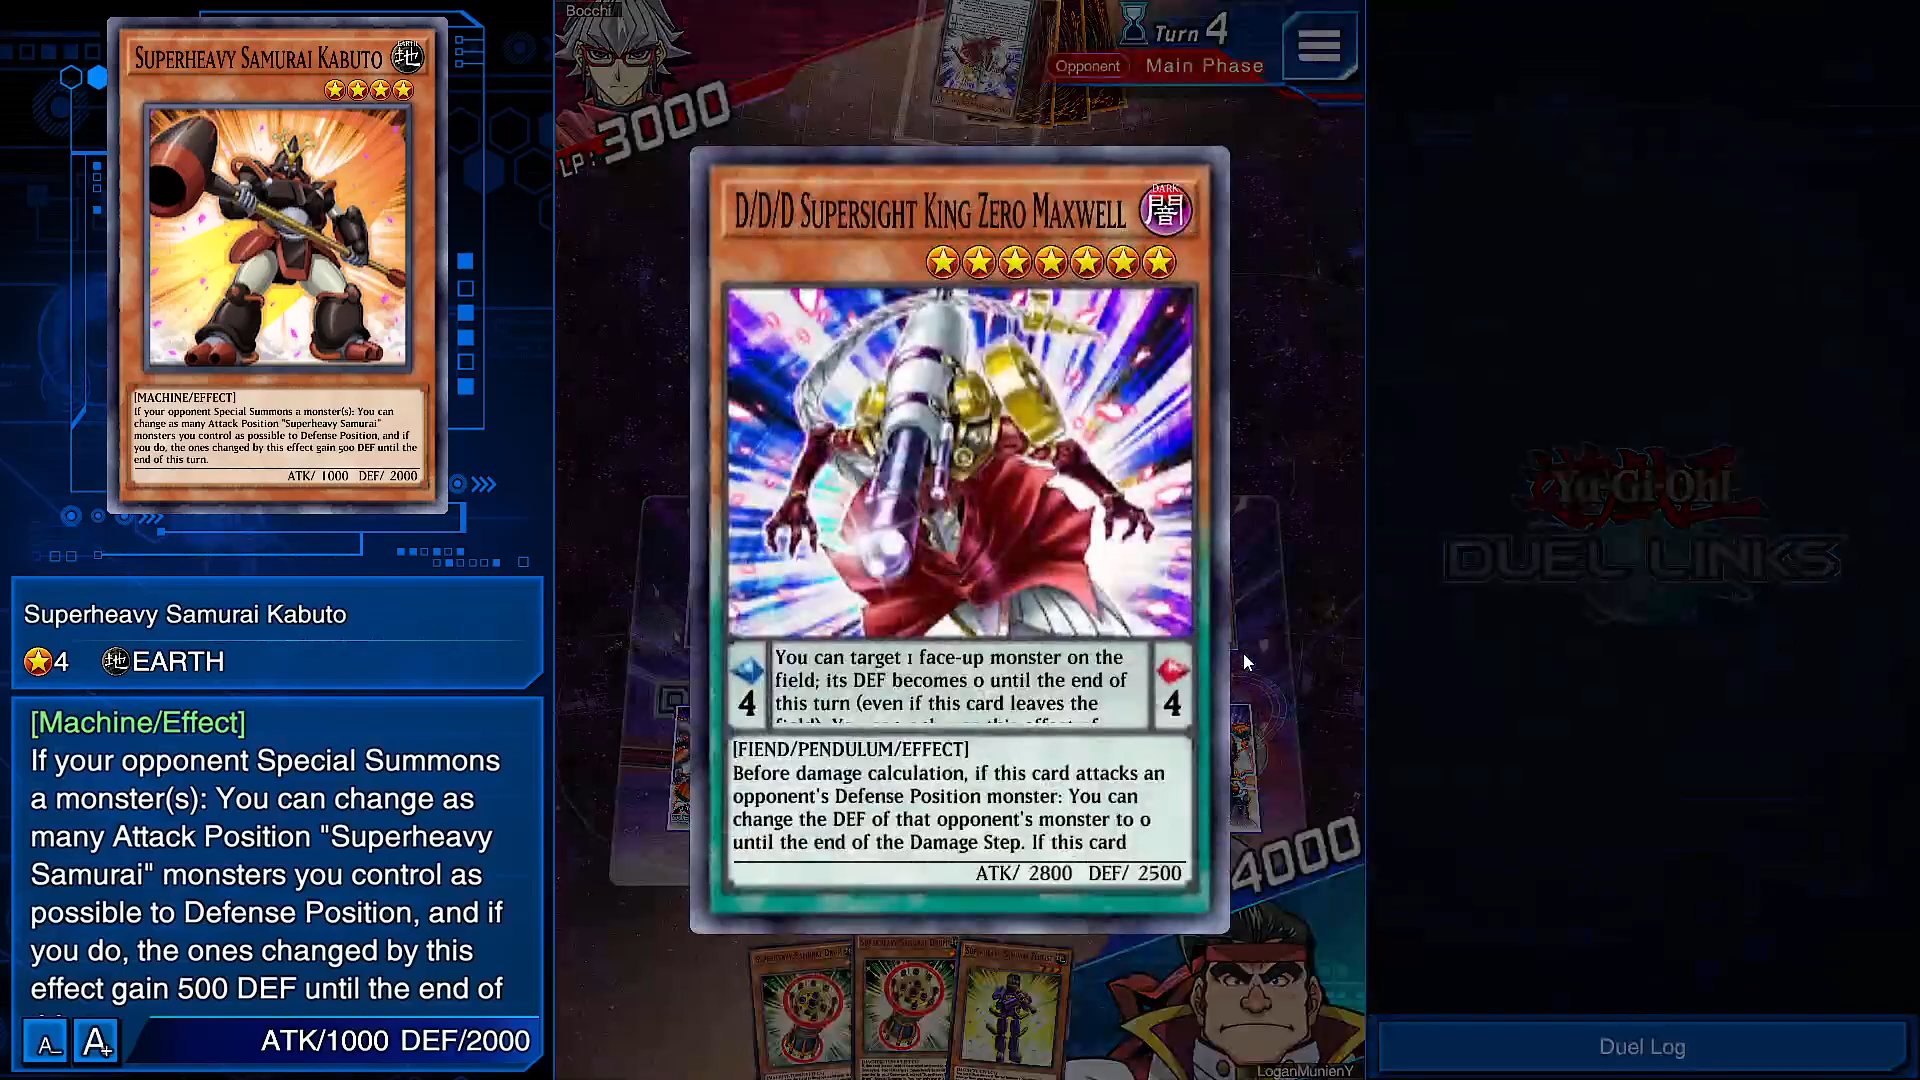 SUPERHEAVY SAMURAI KABUTO
EARTH
地
[MACHINE/EFFECT]
If your opponent Special Summons a monster(s): You can
change as many Attack Position "Superheavy Samurai"
monsters you control as possible to Defense Position, and if
you do, the ones changed by this effect gain 500 DEF until the
end of this turn.
ATK/ 1000 DEF/ 2000
Superheavy Samurai Kabuto
4 地 EARTH
[Machine/Effect]
If your opponent Special Summons
a monster(s): You can change as
many Attack Position "Superheavy
Samurai" monsters you control as
possible to Defense Position, and if
you do, the ones changed by this
effect gain 500 DEF until the end of
A- A+ ATK/1000 DEF/2000
Bocchi
LP: 3000
Turn 4
Opponent Main Phase
D/D/D SUPERSIGHT KING ZERO MAXWELL
DARK
闇
You can target 1 face-up monster on the
field; its DEF becomes 0 until the end of
this turn (even if this card leaves the
4 4
[FIEND/PENDULUM/EFFECT]
Before damage calculation, if this card attacks an
opponent's Defense Position monster: You can
change the DEF of that opponent's monster to 0
until the end of the Damage Step. If this card
ATK/ 2800 DEF/ 2500
4000
LoganMunienY
Yu-Gi-Oh!
DUEL LINKS
Duel Log